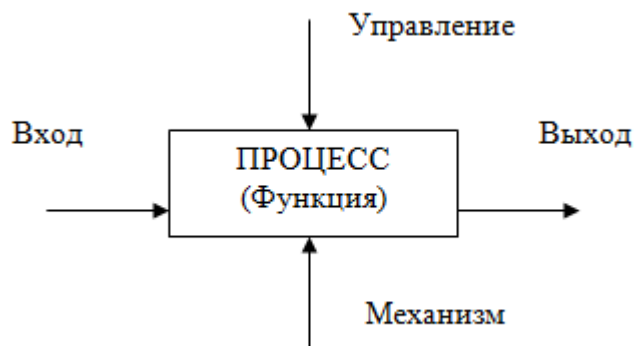 Управление
Вход
ПРОЦЕСС
(Функция)
Выход
Механизм